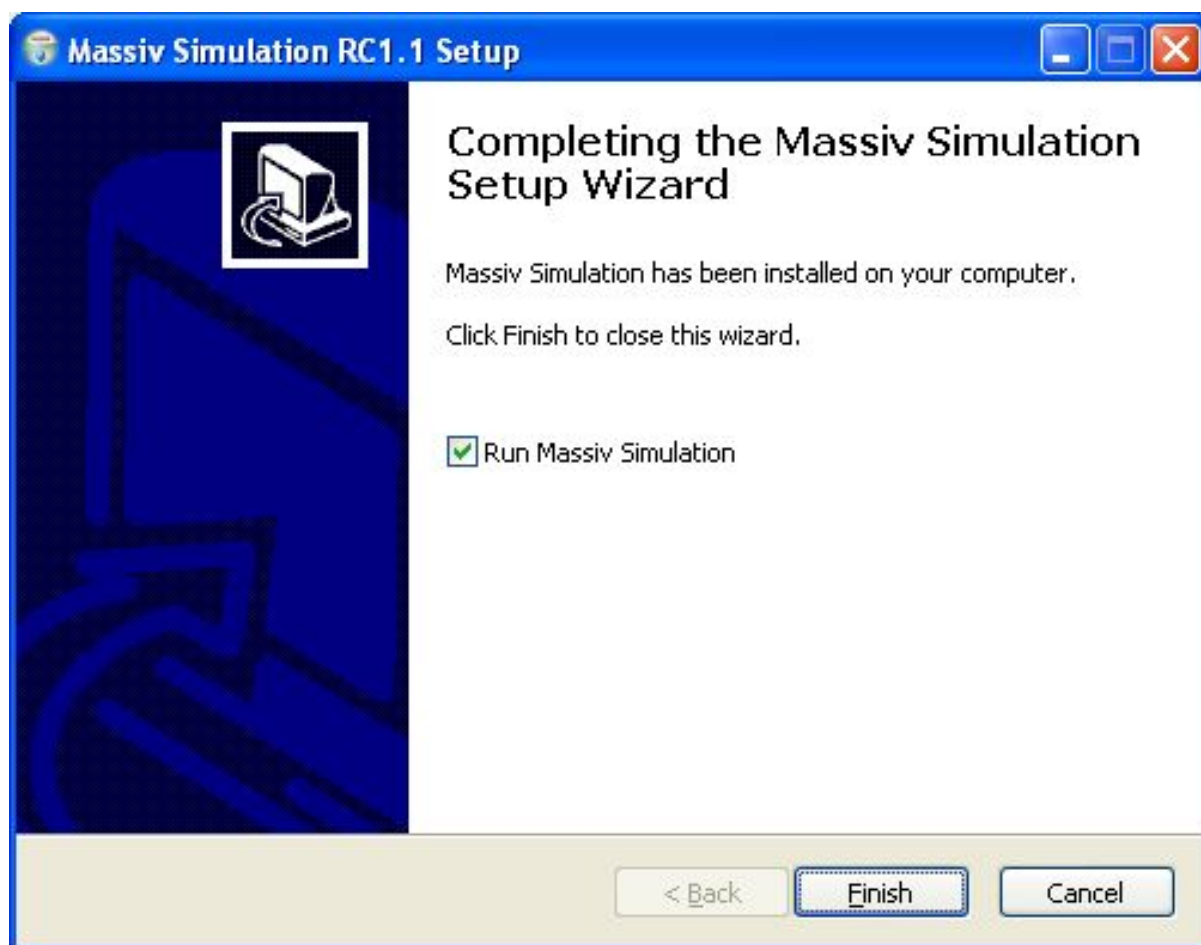 Massiv Simulation RC1.1 Setup
Completing the Massiv Simulation
Setup Wizard
Massiv Simulation has been installed on your computer.
Click Finish to close this wizard.
Run Massiv Simulation
< Back
Finish
Cancel